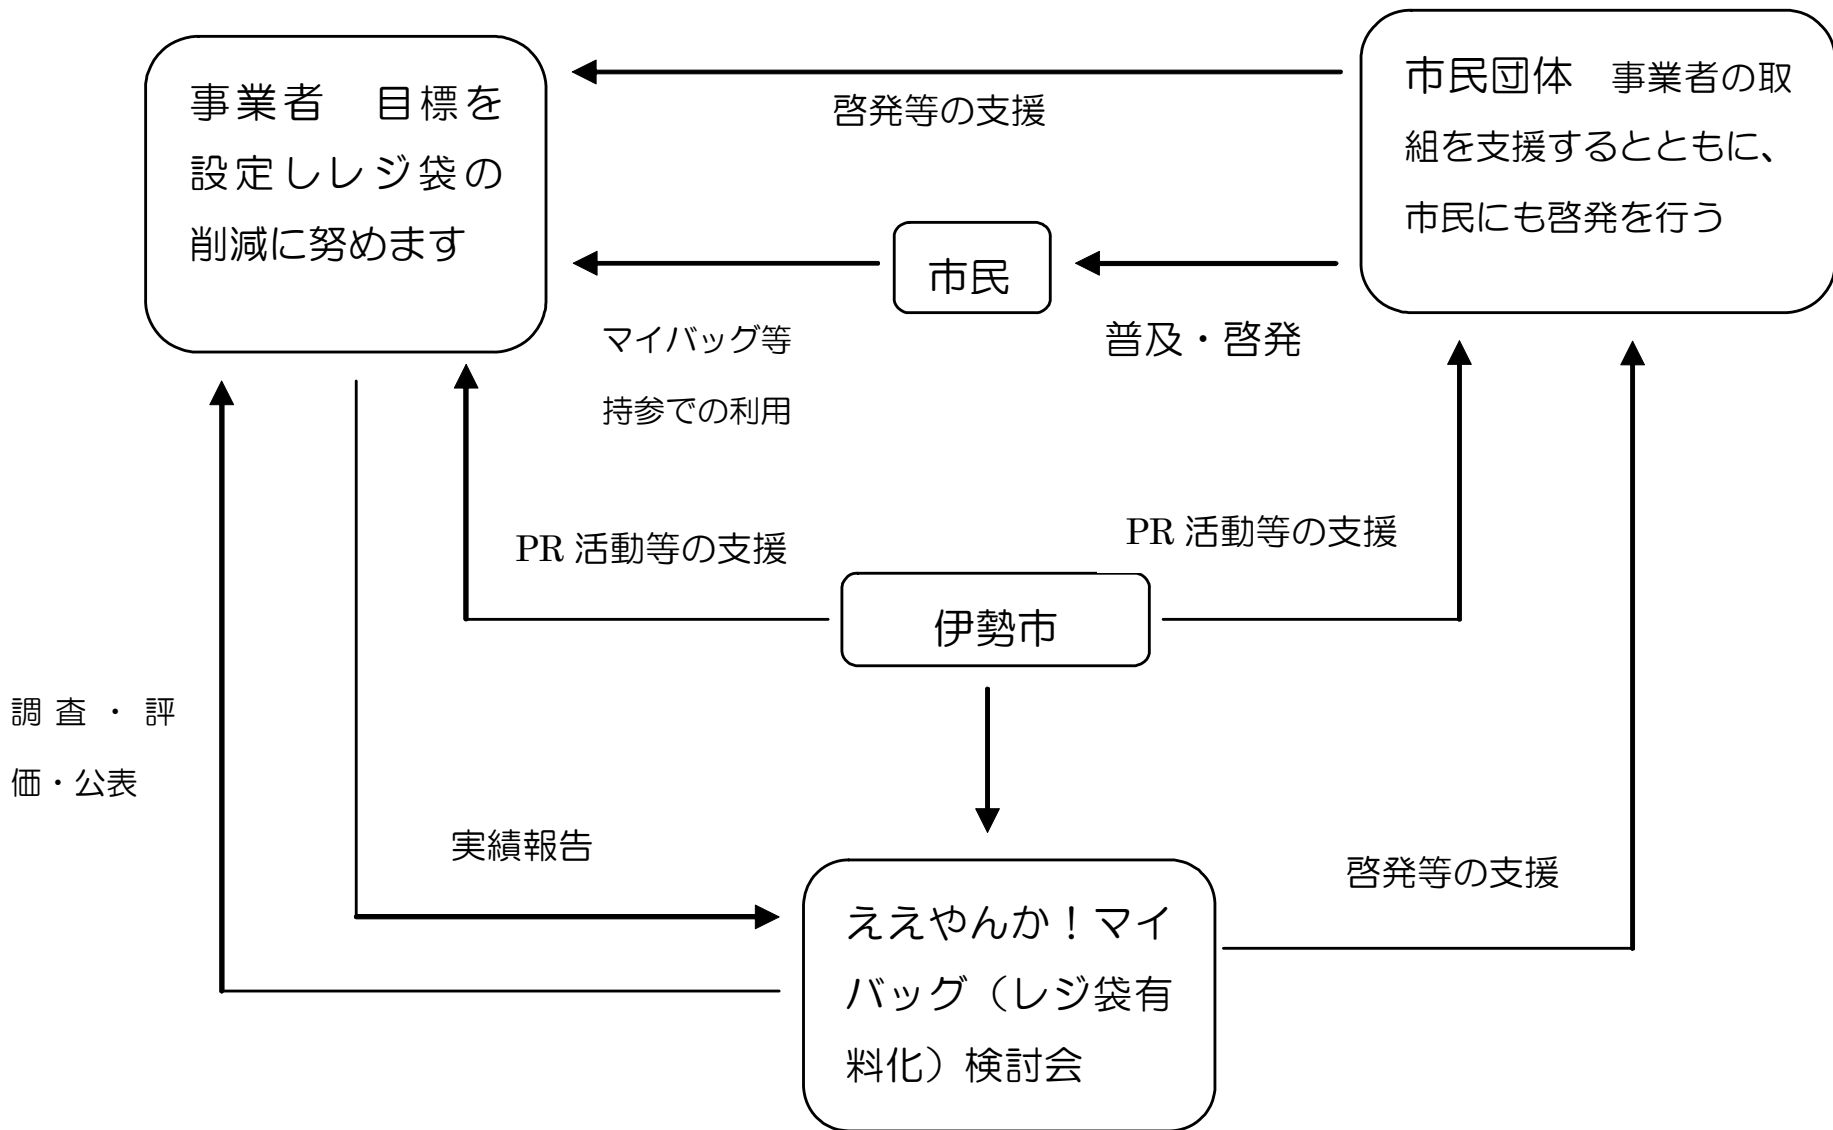 事業者　目標を
設定しレジ袋の
削減に努めます
啓発等の支援
市民団体　事業者の取
組を支援するとともに、
市民にも啓発を行う
市民
マイバッグ等
持参での利用
普及・啓発
PR 活動等の支援
PR 活動等の支援
伊勢市
調査・評
価・公表
実績報告
啓発等の支援
ええやんか！マイ
バッグ（レジ袋有
料化）検討会